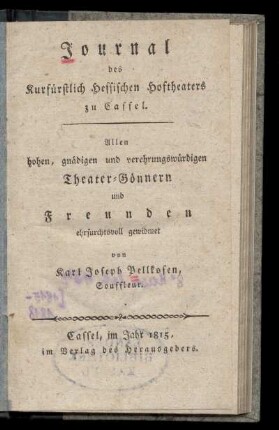 Journal
des
Kurfürstlich Hessischen Hoftheaters
zu Cassel.
Allen
hohen, gnädigen und verehrungswürdigen
Theater-Gönnern
und
Freunden
ehrfurchtsvoll gewidmet
von
Karl Joseph Vellkofen,
Souffleur.
Cassel, im Jahr 1815.
im Verlag des Herausgebers.